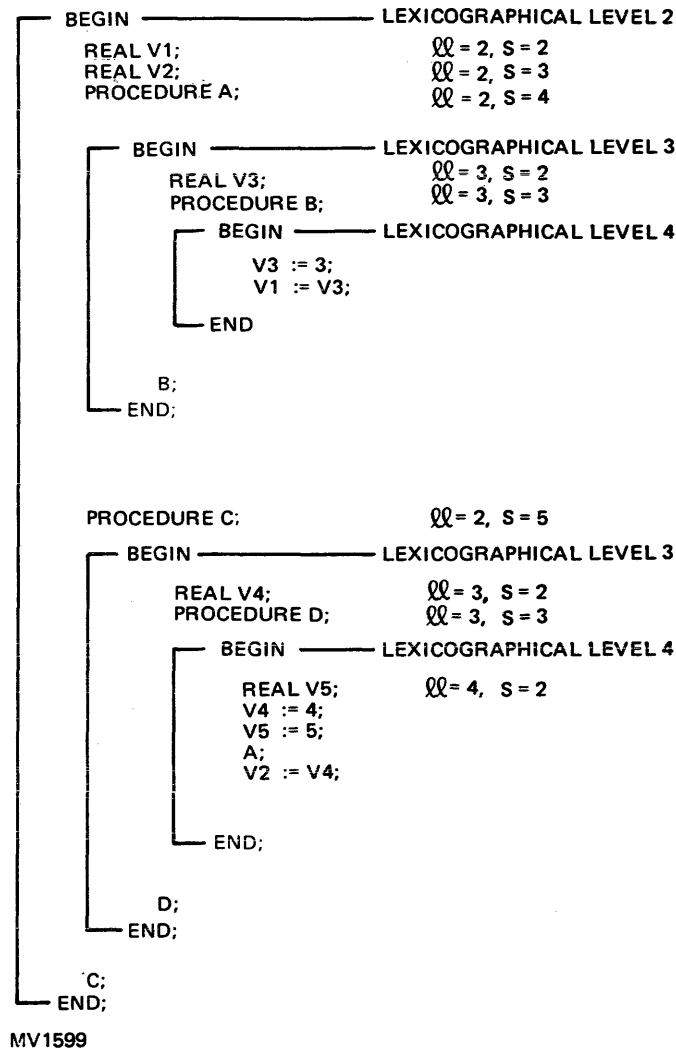 BEGIN LEXICOGRAPHICAL LEVEL 2
REAL V1; ℓℓ = 2, S = 2
REAL V2; ℓℓ = 2, S = 3
PROCEDURE A; ℓℓ = 2, S = 4
BEGIN LEXICOGRAPHICAL LEVEL 3
REAL V3; ℓℓ = 3, S = 2
PROCEDURE B; ℓℓ = 3, S = 3
BEGIN LEXICOGRAPHICAL LEVEL 4
V3 := 3;
V1 := V3;
END
B;
END;
PROCEDURE C; ℓℓ = 2, S = 5
BEGIN LEXICOGRAPHICAL LEVEL 3
REAL V4; ℓℓ = 3, S = 2
PROCEDURE D; ℓℓ = 3, S = 3
BEGIN LEXICOGRAPHICAL LEVEL 4
REAL V5; ℓℓ = 4, S = 2
V4 := 4;
V5 := 5;
A;
V2 := V4;
END;
D;
END;
C;
END;
MV1599